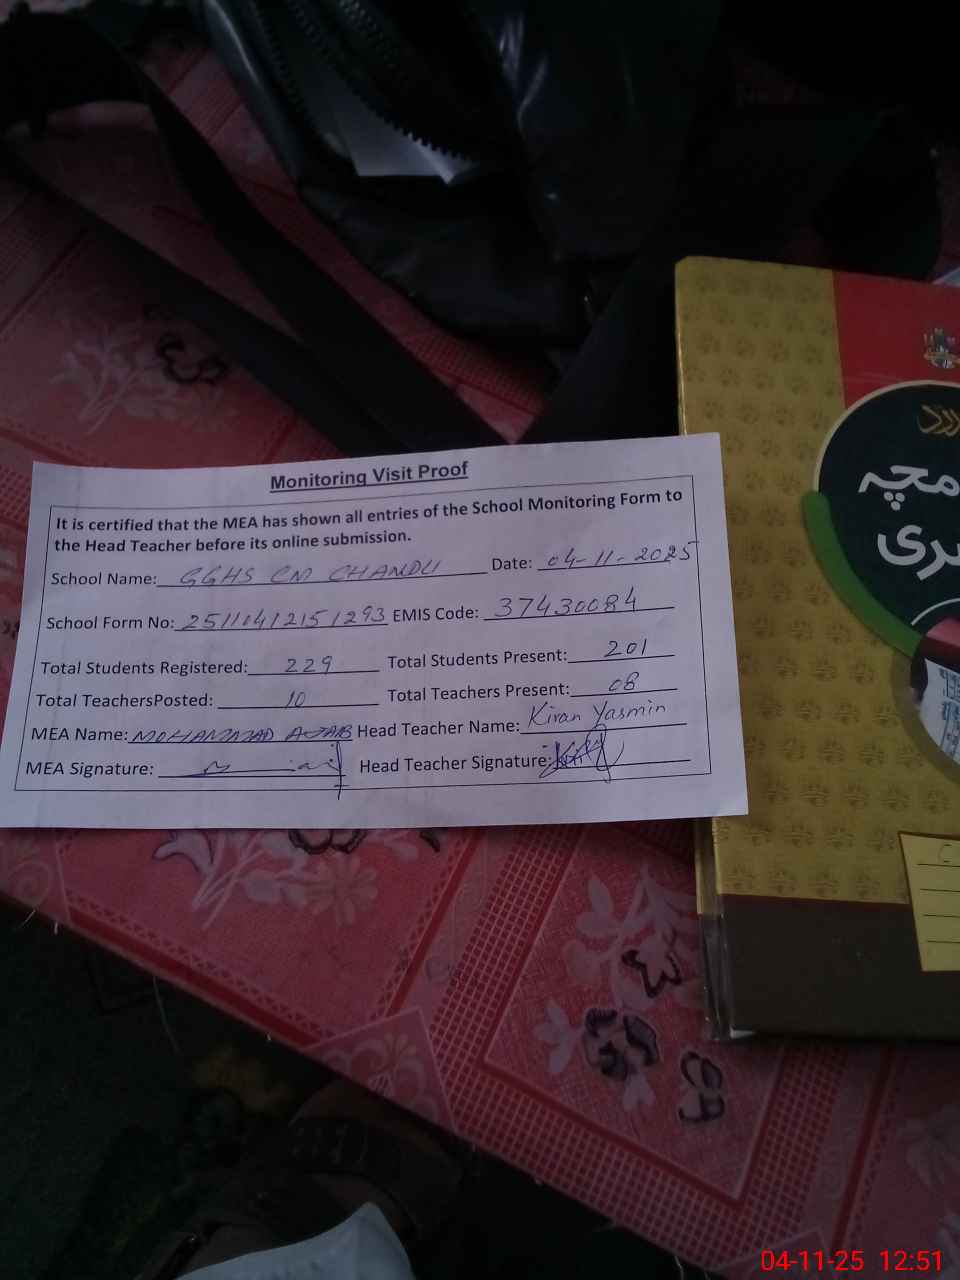 Monitoring Visit Proof
It is certified that the MEA has shown all entries of the School Monitoring Form to
the Head Teacher before its online submission.
School Name: GGHS CM CHANDU Date: 04-11-2025
School Form No: 25110412151293 EMIS Code: 37430084
Total Students Registered: 229 Total Students Present: 201
Total TeachersPosted: 10 Total Teachers Present: 08
MEA Name: MOHAMMAD Head Teacher Name: Kiran Yasmin
MEA Signature: Head Teacher Signature:
04-11-25 12:51